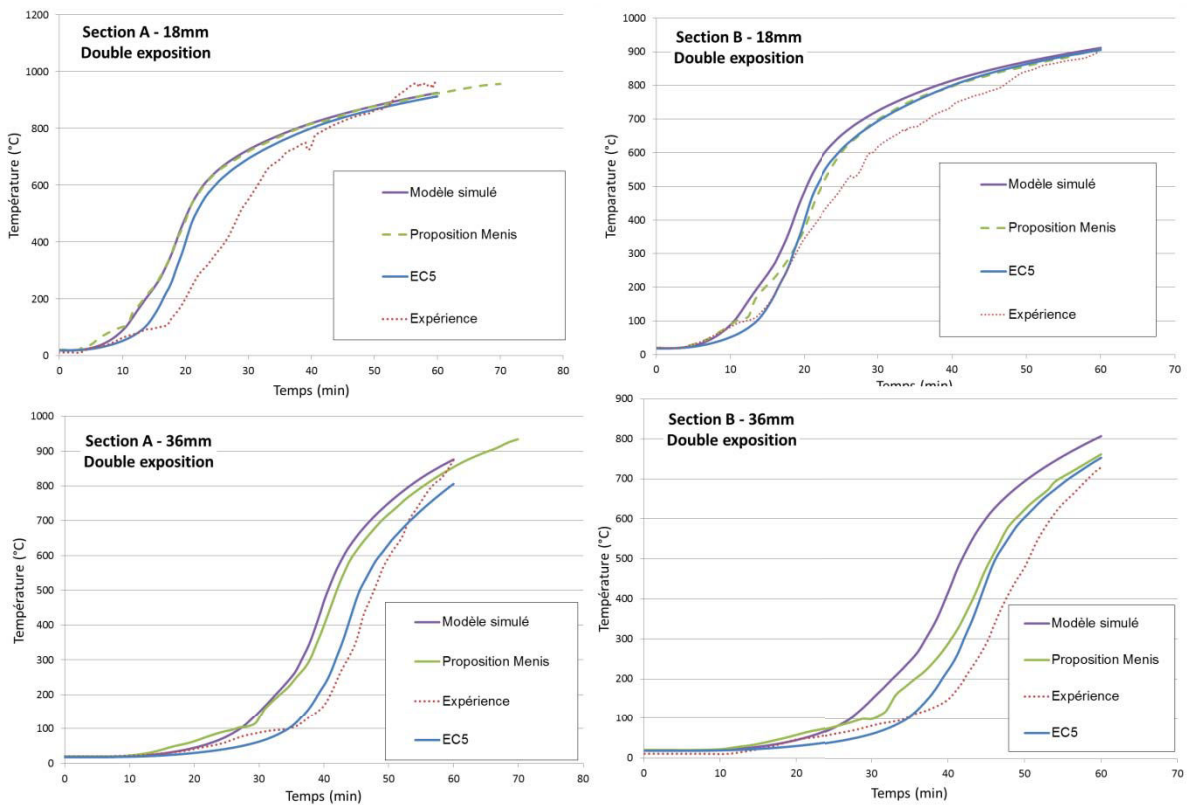 Section A - 18mm
Double exposition
1200
1000
800
600
400
200
0
Température (°c)
0 10 20 30 40 50 60 70 80
Temps (min)
Modèle simulé
Proposition Menis
EC5
Expérience
Section B - 18mm
Double exposition
1000
900
800
700
600
500
400
300
200
100
0
Temparature (°c)
0 10 20 30 40 50 60 70
Temps (min)
Modèle simulé
Proposition Menis
EC5
Expérience
Section A - 36mm
Double exposition
1000
900
800
700
600
500
400
300
200
100
0
Température (°C)
0 10 20 30 40 50 60 70 80
Temps (min)
Modèle simulé
Proposition Menis
Expérience
EC5
Section B - 36mm
Double exposition
900
800
700
600
500
400
300
200
100
0
Température (°C)
0 10 20 30 40 50 60 70
Temps (min)
Modèle simulé
Proposition Menis
Expérience
EC5